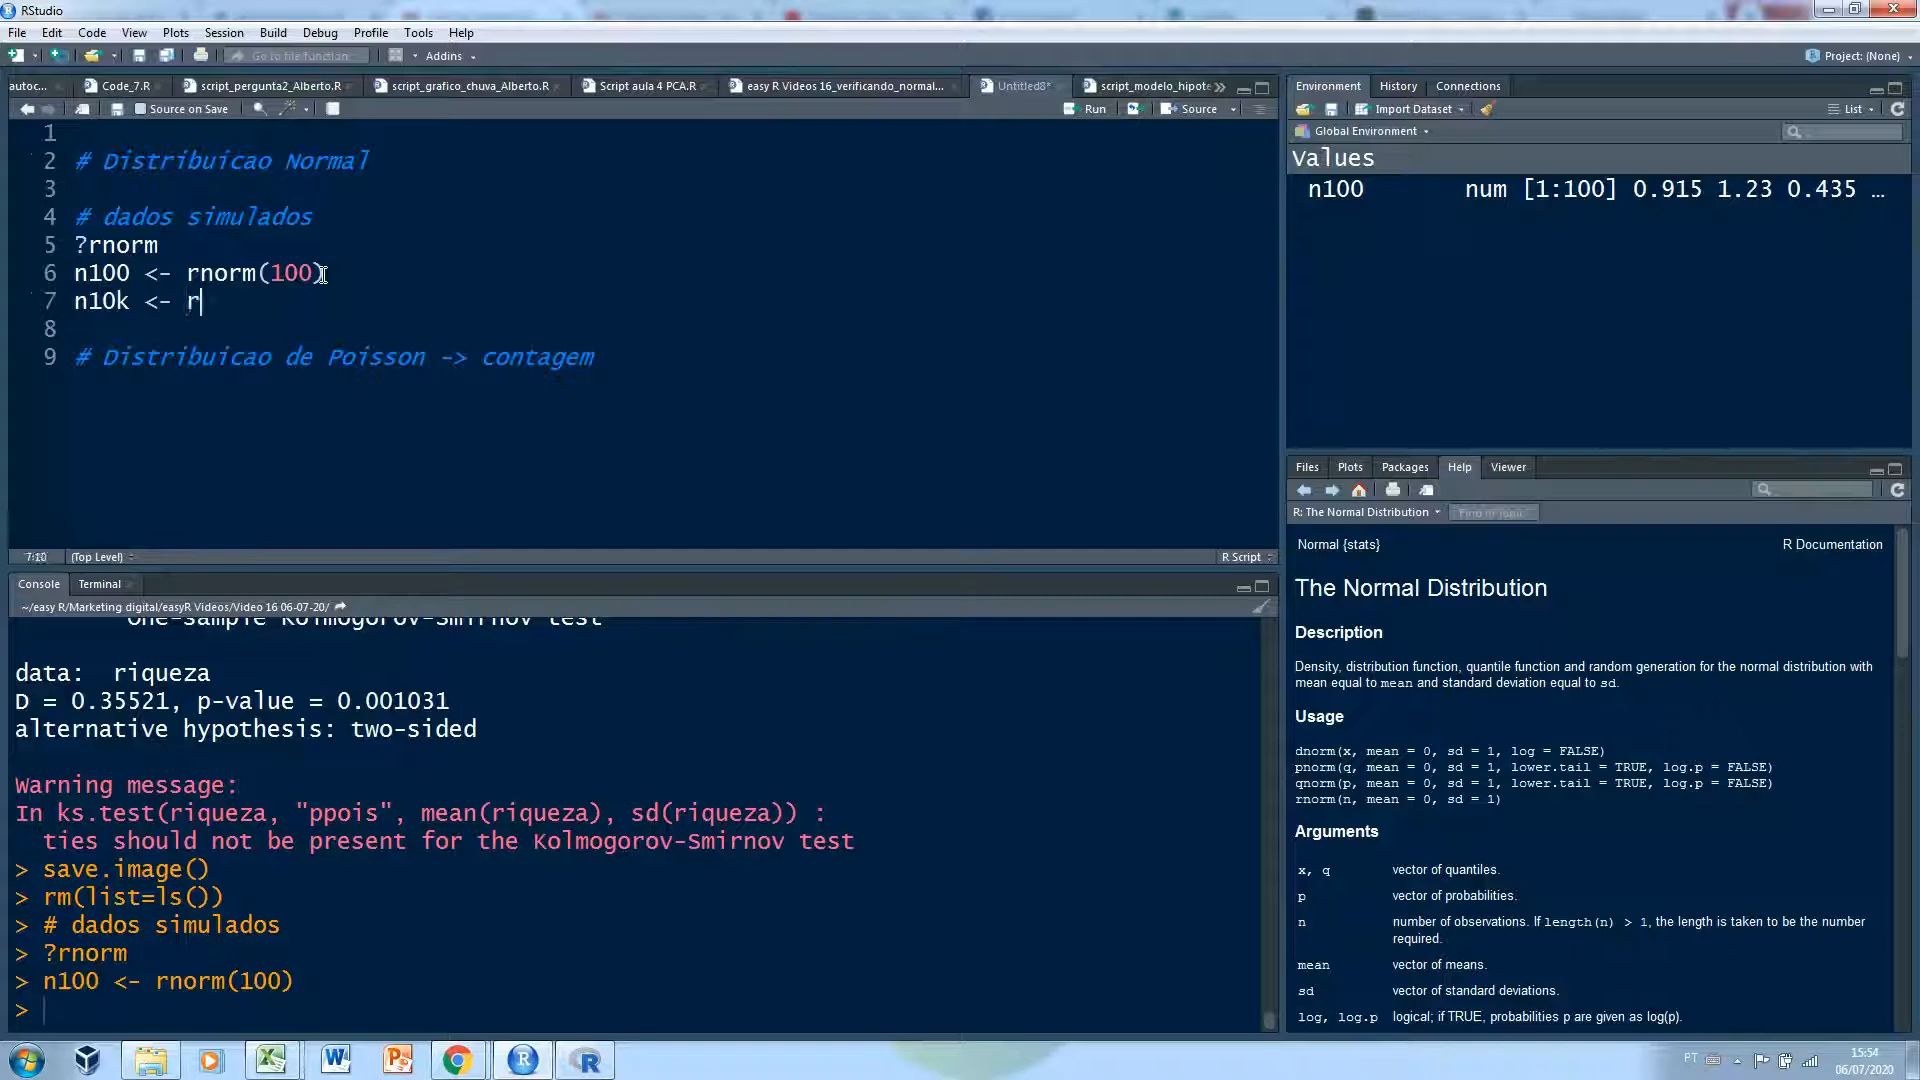 RStudio
File Edit Code View Plots Session Build Debug Profile Tools Help
Go to file/function Addins Project: (None)
autoc... Code_7.R script_pergunta2_Alberto.R script_grafico_chuva_Alberto.R Script aula 4 PCA.R easy R Videos 16_verificando_normal... Untitled8* script_modelo_hipote
Source on Save Run Source
1
2 # Distribuicao Normal
3
4 # dados simulados
5 ?rnorm
6 n100 <- rnorm(100)
7 n10k <- r
8
9 # Distribuicao de Poisson -> contagem
7:10 (Top Level) R Script
Console Terminal
~/easy R/Marketing digital/easyR Videos/Video 16 06-07-20/
One-sample Kolmogorov-Smirnov test
data: riqueza
D = 0.35521, p-value = 0.001031
alternative hypothesis: two-sided
Warning message:
In ks.test(riqueza, "ppois", mean(riqueza), sd(riqueza)) :
ties should not be present for the Kolmogorov-Smirnov test
> save.image()
> rm(list=ls())
> # dados simulados
> ?rnorm
> n100 <- rnorm(100)
>
Environment History Connections
Import Dataset List
Global Environment
Values
n100 num [1:100] 0.915 1.23 0.435 ...
Files Plots Packages Help Viewer
R: The Normal Distribution Find in Topic
Normal {stats} R Documentation
The Normal Distribution
Description
Density, distribution function, quantile function and random generation for the normal distribution with
mean equal to mean and standard deviation equal to sd.
Usage
dnorm(x, mean = 0, sd = 1, log = FALSE)
pnorm(q, mean = 0, sd = 1, lower.tail = TRUE, log.p = FALSE)
qnorm(p, mean = 0, sd = 1, lower.tail = TRUE, log.p = FALSE)
rnorm(n, mean = 0, sd = 1)
Arguments
x, q vector of quantiles.
p vector of probabilities.
n number of observations. If length(n) > 1, the length is taken to be the number
required.
mean vector of means.
sd vector of standard deviations.
log, log.p logical; if TRUE, probabilities p are given as log(p).
PT 15:54
06/07/2020